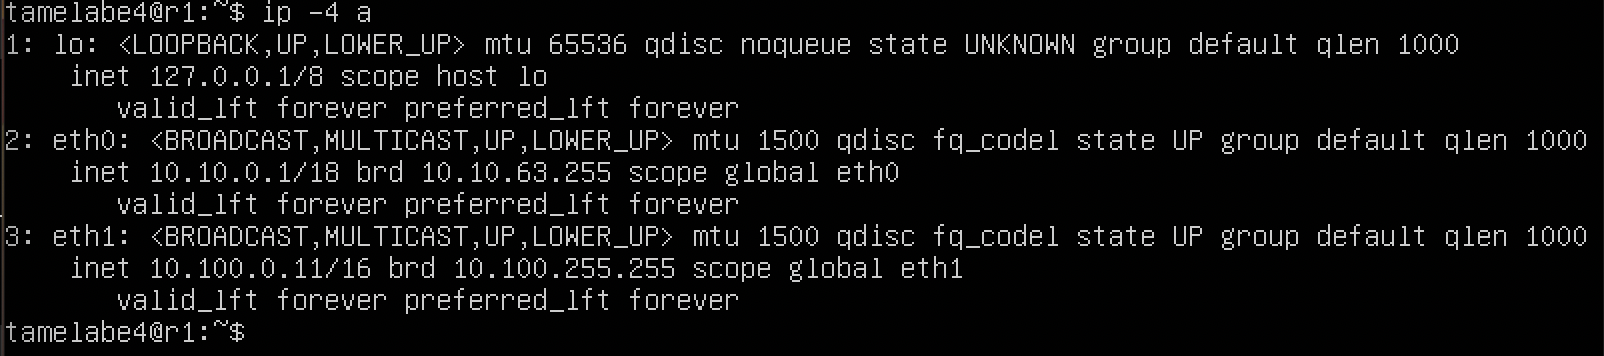 tamelabe4@r1:~$ ip -4 a
1: lo: <LOOPBACK,UP,LOWER_UP> mtu 65536 qdisc noqueue state UNKNOWN group default qlen 1000
    inet 127.0.0.1/8 scope host lo
       valid_lft forever preferred_lft forever
2: eth0: <BROADCAST,MULTICAST,UP,LOWER_UP> mtu 1500 qdisc fq_codel state UP group default qlen 1000
    inet 10.10.0.1/18 brd 10.10.63.255 scope global eth0
       valid_lft forever preferred_lft forever
3: eth1: <BROADCAST,MULTICAST,UP,LOWER_UP> mtu 1500 qdisc fq_codel state UP group default qlen 1000
    inet 10.100.0.11/16 brd 10.100.255.255 scope global eth1
       valid_lft forever preferred_lft forever
tamelabe4@r1:~$